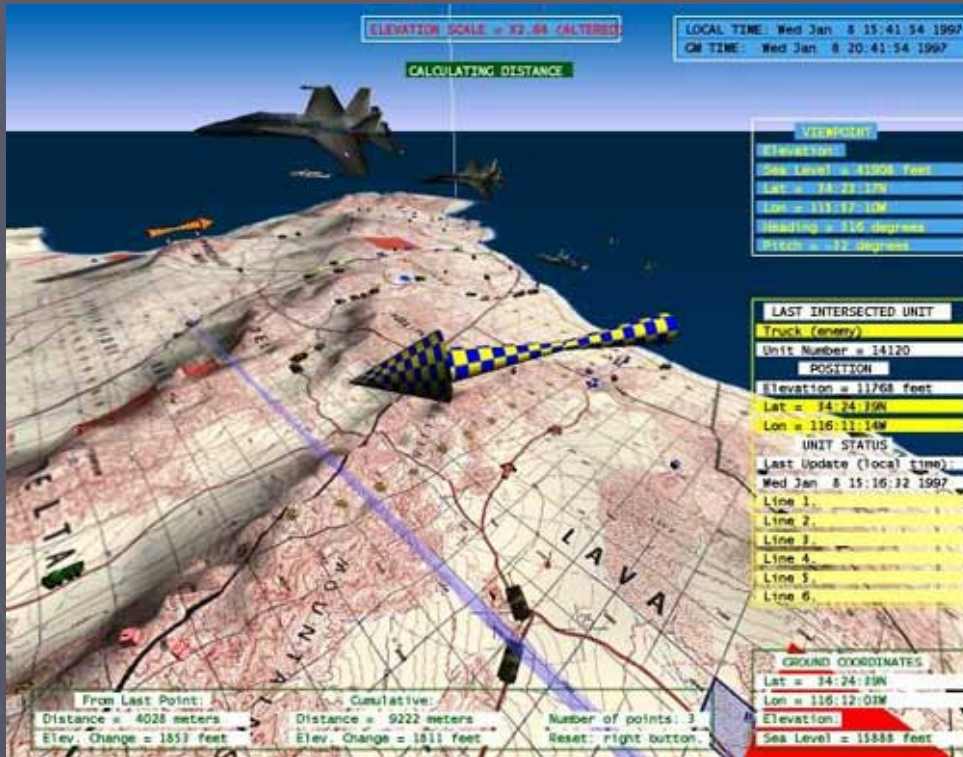 ELEVATION SCALE = X2.84 (ALTERED)
LOCAL TIME: Wed Jan 8 15:41:54 1997
GM TIME: Wed Jan 8 20:41:54 1997
CALCULATING DISTANCE
VIEWPOINT
Elevation:
Sea Level = 41908 feet
Lat = 34:23:17N
Lon = 115:57:10W
Heading = 316 degrees
Pitch = -32 degrees
LAST INTERSECTED UNIT
Truck (enemy)
Unit Number = 14120
POSITION
Elevation = 11768 feet
Lat = 34:24:39N
Lon = 116:11:14W
UNIT STATUS
Last Update (local time):
Wed Jan 8 15:16:32 1997
Line 1.
Line 2.
Line 3.
Line 4.
Line 5.
Line 6.
DELTA
LAVA
MOUNTAI
GROUND COORDINATES
Lat = 34:24:39N
Lon = 116:12:03W
Elevation:
Sea Level = 15888 feet
From Last Point:
Distance = 4028 meters
Elev. Change = 1853 feet
Cumulative:
Distance = 9222 meters
Elev. Change = 1811 feet
Number of points: 3
Reset: right button.